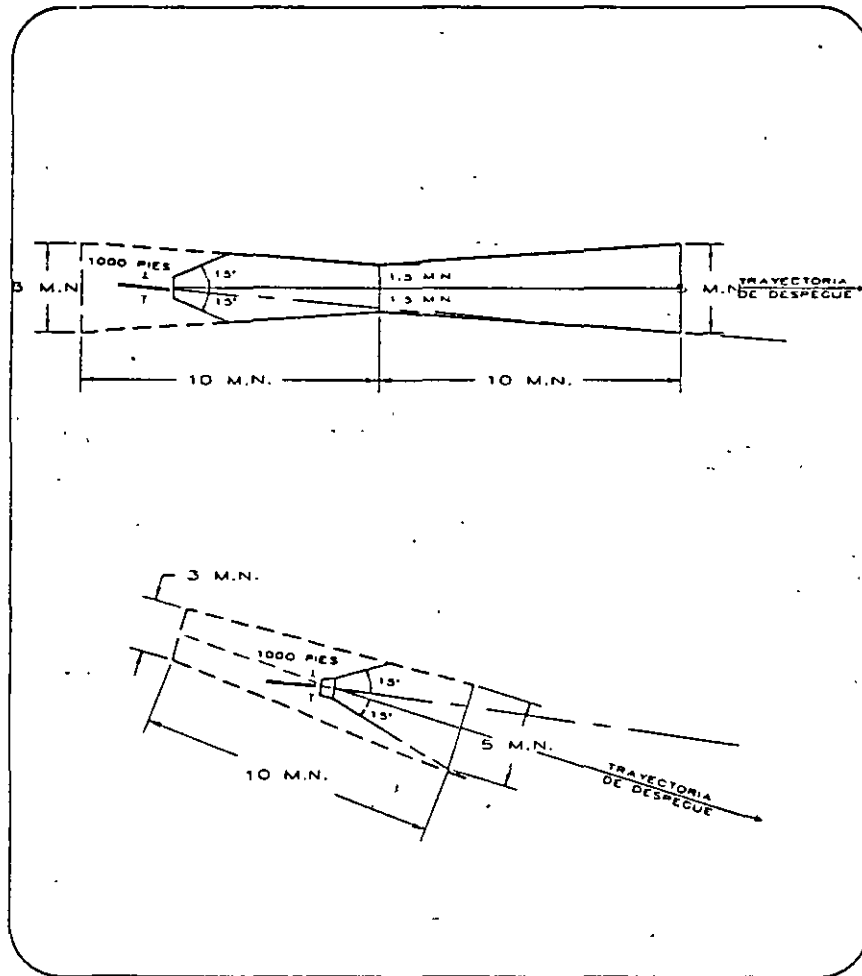 1000 PIES
15'
1.5 M N
3 M.N
15'
1.5 M N
M.N
TRAYECTORIA
DE DESPEGUE
10 M.N.
10 M.N.
3 M.N.
1000 PIES
15'
15'
5 M.N.
10 M.N.
TRAYECTORIA
DE DESPEGUE